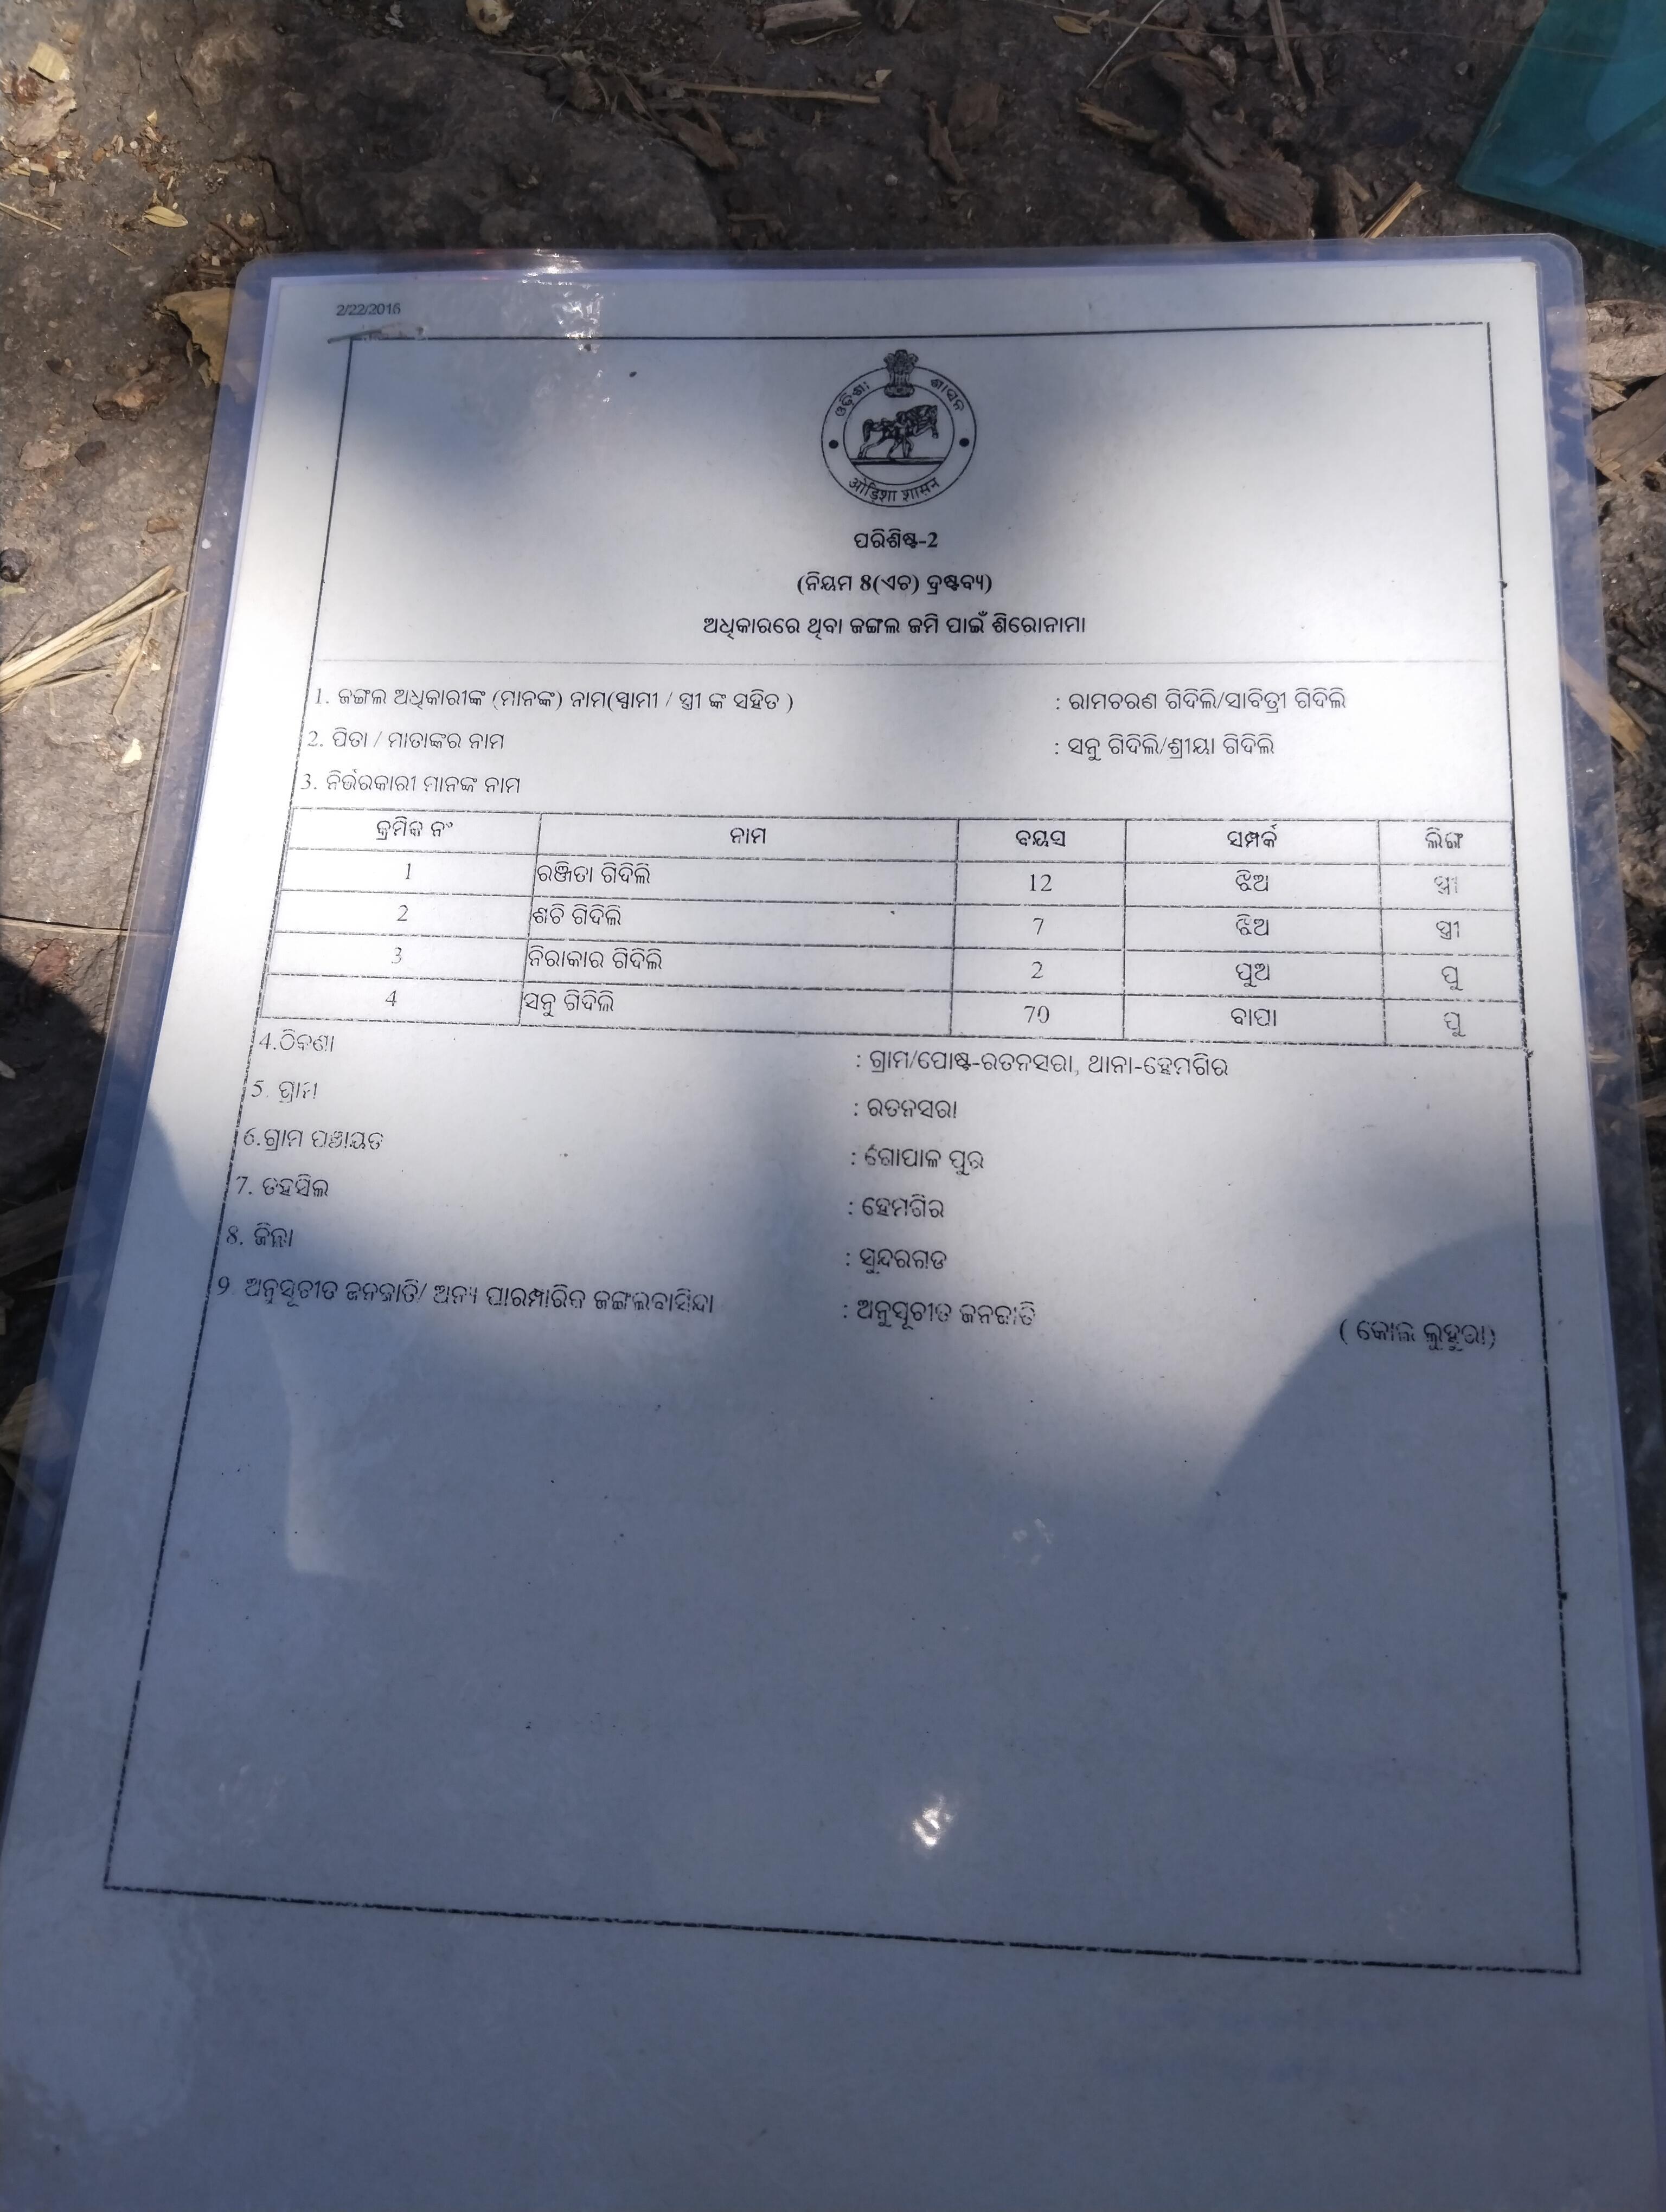 2/22/2016
ଓଡ଼ିଶା ଶାସନ
ओड़िशा शासन
ପରିଶିଷ୍ଟ-2
(ନିୟମ 8(ଏଚ) ଦ୍ରଷ୍ଟବ୍ୟ)
ଅଧିକାରରେ ଥିବା ଜଙ୍ଗଲ ଜମି ପାଇଁ ଶିରୋନାମା
1. ଜଙ୍ଗଲ ଅଧିକାରୀଙ୍କ (ମାନଙ୍କ) ନାମ(ସ୍ଵାମୀ / ସ୍ତ୍ରୀ ଙ୍କ ସହିତ ) : ରାମଚରଣ ଗିଦିଲି/ସାବିତ୍ରୀ ଗିଦିଲି
2. ପିତା / ମାତାଙ୍କର ନାମ : ସନୁ ଗିଦିଲି/ଶ୍ରୀୟା ଗିଦିଲି
3. ନିର୍ଭରକାରୀ ମାନଙ୍କ ନାମ
କ୍ରମିକ ନଂ ନାମ ବୟସ ସମ୍ପର୍କ ଲିଙ୍ଗ
1 ରଞ୍ଜିତା ଗିଦିଲି 12 ଝିଅ ସ୍ତ୍ରୀ
2 ଶଚି ଗିଦିଲି 7 ଝିଅ ସ୍ତ୍ରୀ
3 ନିରାକାର ଗିଦିଲି 2 ପୁଅ ପୁ
4 ସନୁ ଗିଦିଲି 70 ବାପା ପୁ
4.ଠିକଣା : ଗ୍ରାମ/ପୋଷ୍ଟ-ରତନସରା, ଥାନା-ହେମଗିର
5. ଗ୍ରାମ : ରତନସରା
6.ଗ୍ରାମ ପଞ୍ଚାୟତ : ଗୋପାଳ ପୁର
7. ତହସିଲ : ହେମଗିର
8. ଜିଲ୍ଲା : ସୁନ୍ଦରଗଡ
୨. ଅନୁସୂଚୀତ ଜନଜାତି/ ଅନ୍ୟ ପାରମ୍ପାରିକ ଜଙ୍ଗଲବାସିନ୍ଦା : ଅନୁସୂଚୀତ ଜନଜାତି ( କୋଲ ଲୁହୁରା)